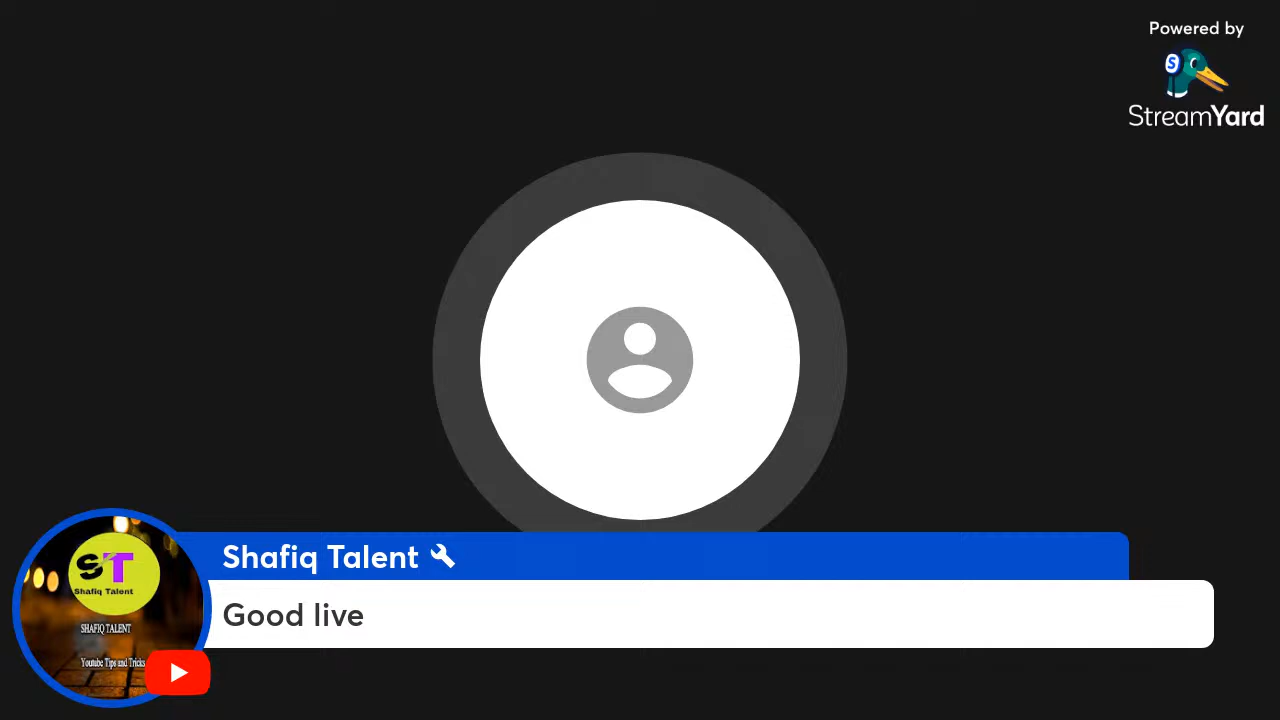 Powered by
S
StreamYard
Shafiq Talent
Good live
ST
Shafiq Talent
SHAFIQ TALENT
Youtube Tips and Tricks